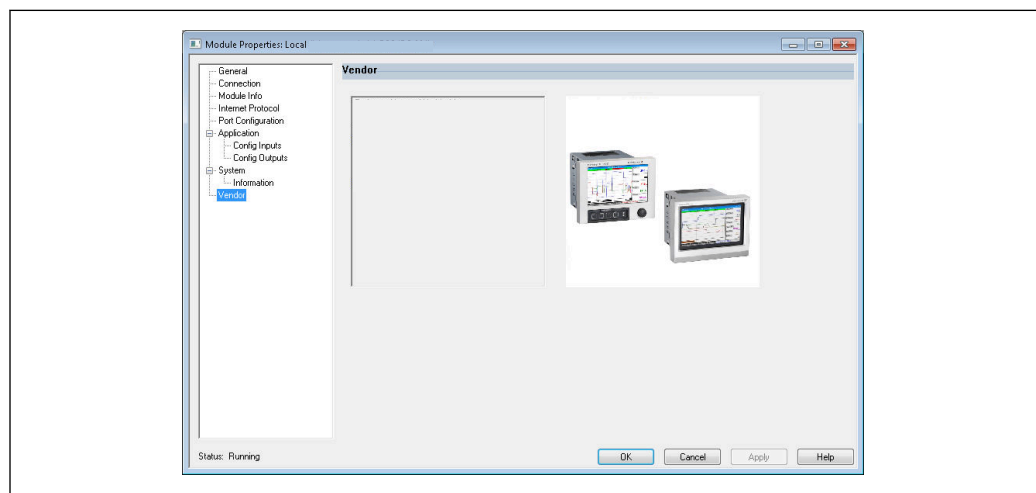 Module Properties: Local
General
Connection
Module Info
Internet Protocol
Port Configuration
Application
Config Inputs
Config Outputs
System
Information
Vendor
Vendor
Status: Running
OK
Cancel
Apply
Help